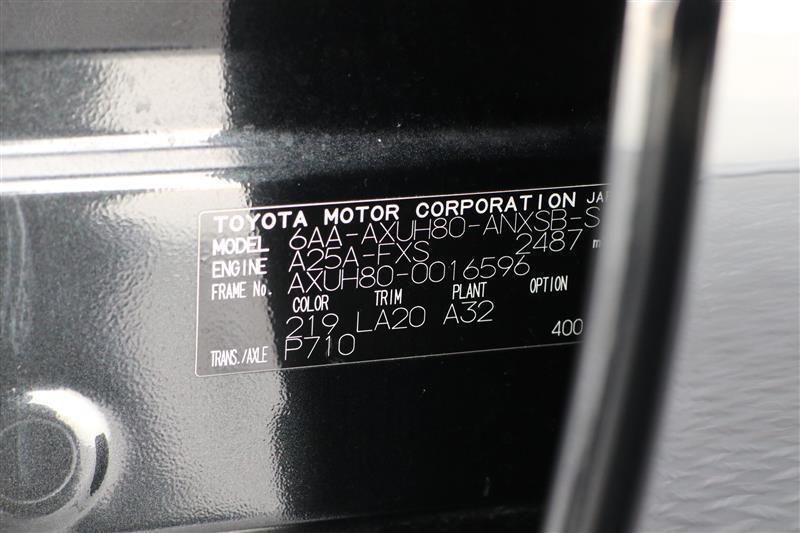 TOYOTA MOTOR CORPORATION JAP
MODEL 6AA-AXUH80-ANXSB-S
ENGINE A25A-FXS 2487 m
FRAME No. AXUH80-0016596
COLOR TRIM PLANT OPTION
219 LA20 A32
TRANS./AXLE P710 400